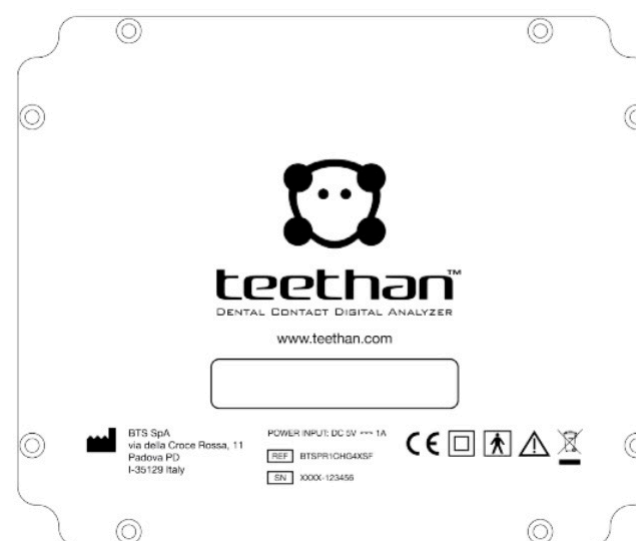 teethan™
DENTAL CONTACT DIGITAL ANALYZER
www.teethan.com
BTS SpA
via della Croce Rossa, 11
Padova PD
I-35129 Italy
POWER INPUT: DC 5V ⎓ 1A
REF BTSPR1CHG4XSF
SN XXXX-123456
CE